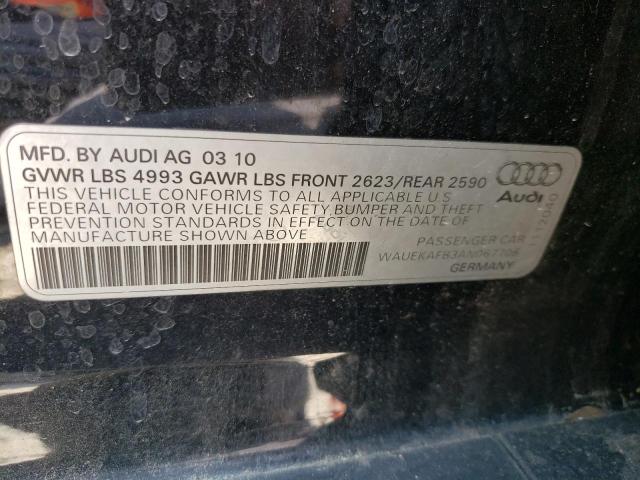 MFD. BY AUDI AG 03 10
GVWR LBS 4993 GAWR LBS FRONT 2623/REAR 2590
THIS VEHICLE CONFORMS TO ALL APPLICABLE U.S
FEDERAL MOTOR VEHICLE SAFETY,BUMPER AND THEFT
PREVENTION STANDARDS IN EFFECT ON THE DATE OF
MANUFACTURE SHOWN ABOVE
Audi
PASSENGER CAR
WAUEKAFB3AN067706
GERMANY